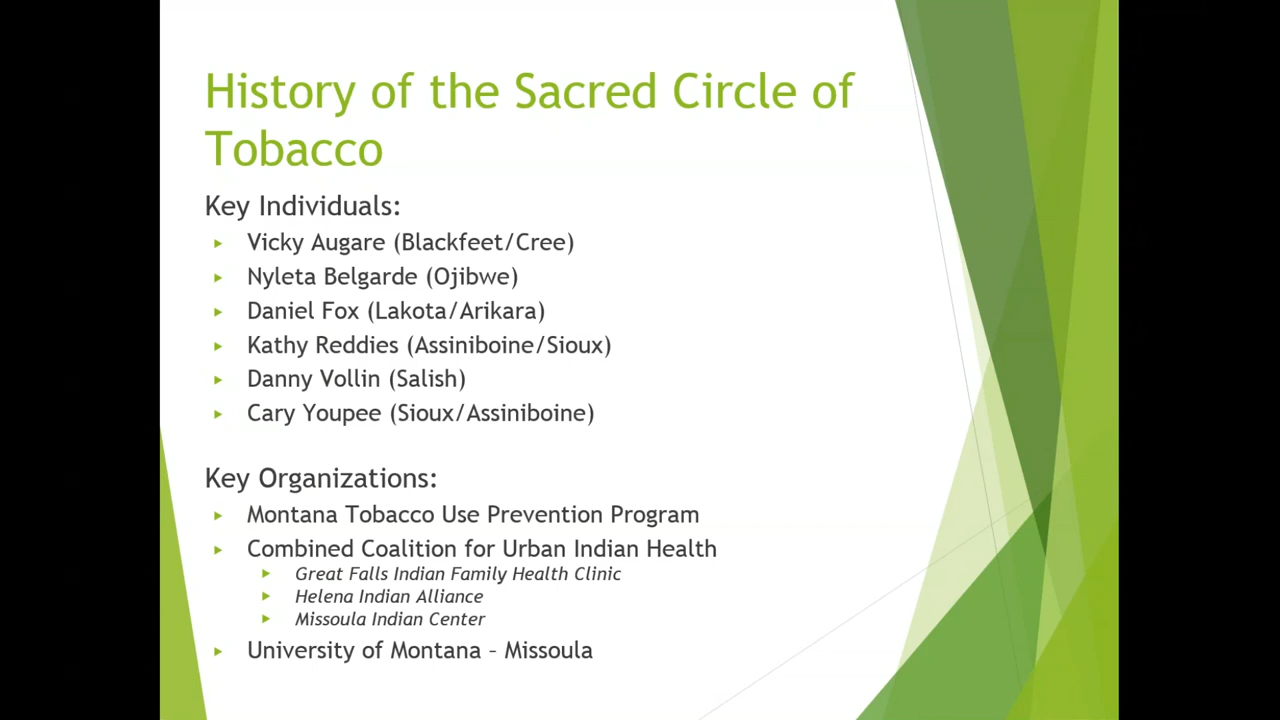 History of the Sacred Circle of
Tobacco
Key Individuals:
Vicky Augare (Blackfeet/Cree)
Nyleta Belgarde (Ojibwe)
Daniel Fox (Lakota/Arikara)
Kathy Reddies (Assiniboine/Sioux)
Danny Vollin (Salish)
Cary Youpee (Sioux/Assiniboine)
Key Organizations:
Montana Tobacco Use Prevention Program
Combined Coalition for Urban Indian Health
Great Falls Indian Family Health Clinic
Helena Indian Alliance
Missoula Indian Center
University of Montana – Missoula